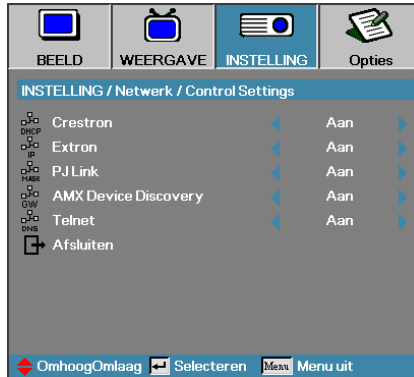 BEELD WEERGAVE INSTELLING Opties
INSTELLING / Netwerk / Control Settings
DHCP Crestron Aan
IP Extron Aan
MASK PJ Link Aan
GW AMX Device Discovery Aan
DNS Telnet Aan
Afsluiten
OmhoogOmlaag Selecteren Menu Menu uit